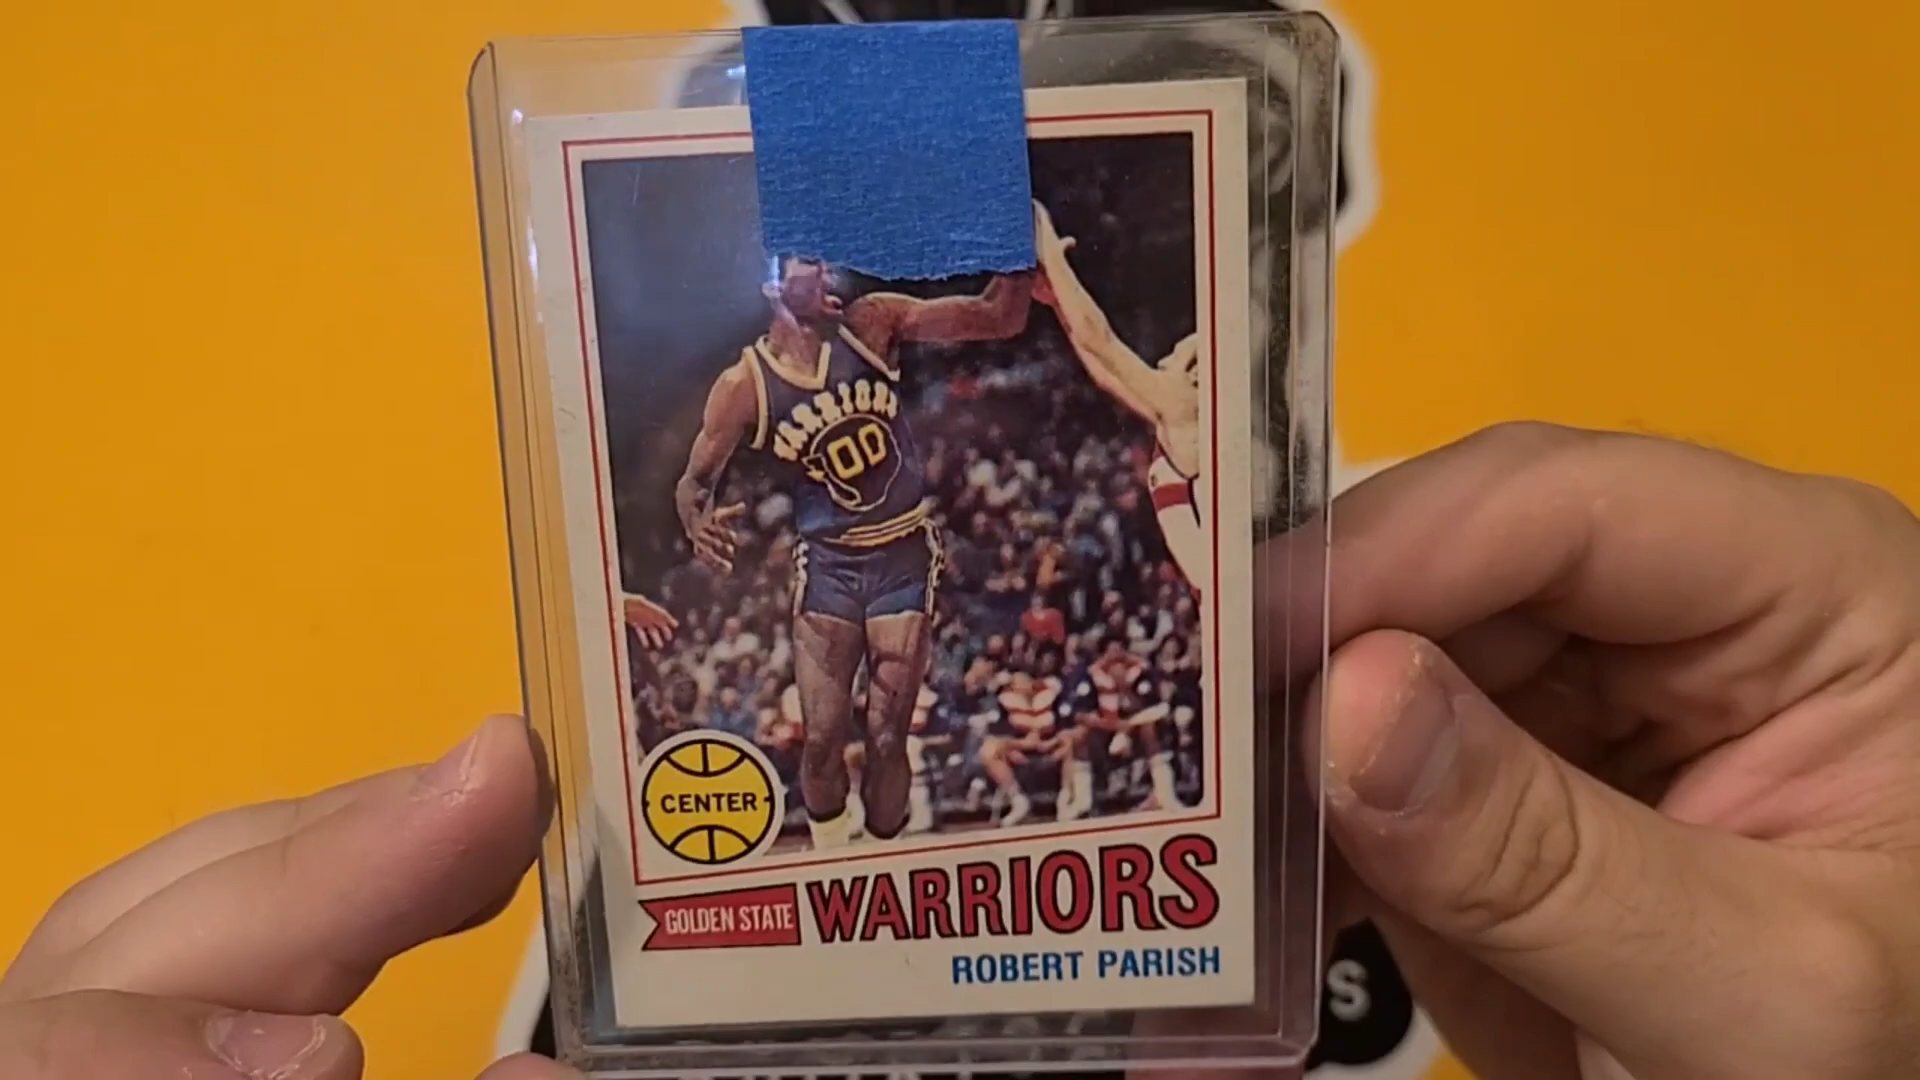 WARRIORS
00
CENTER
GOLDEN STATE
WARRIORS
ROBERT PARISH
S